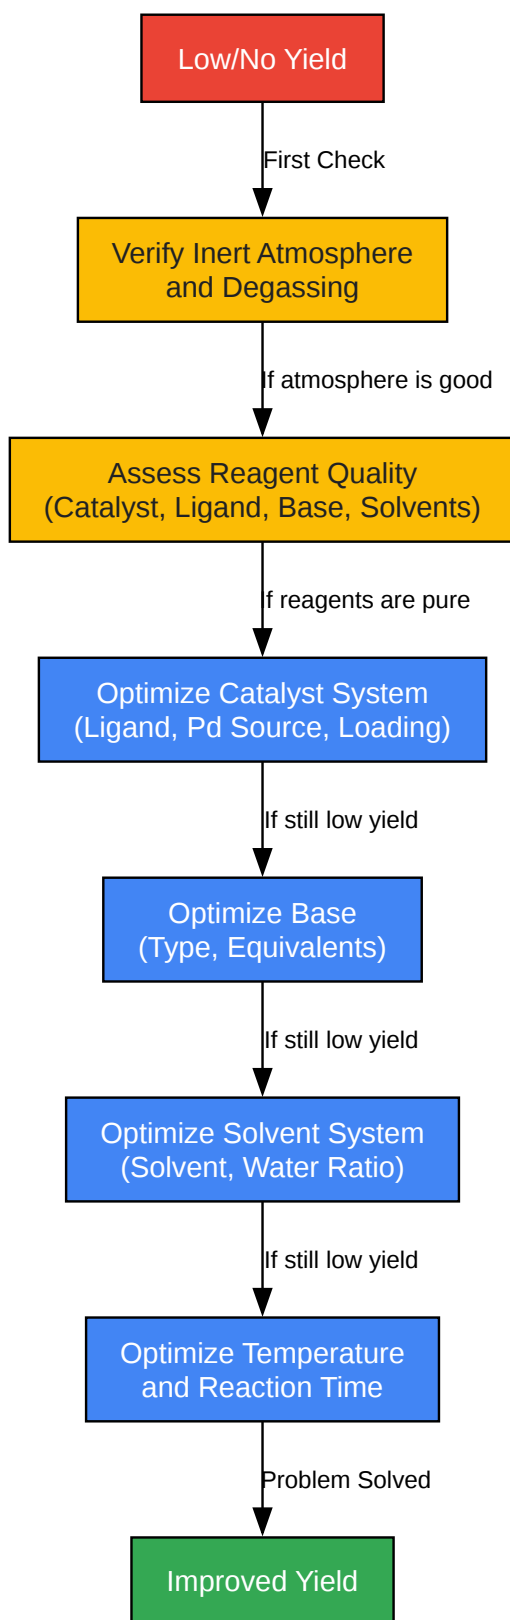 Low/No Yield
First Check
Verify Inert Atmosphere
and Degassing
If atmosphere is good
Assess Reagent Quality
(Catalyst, Ligand, Base, Solvents)
If reagents are pure
Optimize Catalyst System
(Ligand, Pd Source, Loading)
If still low yield
Optimize Base
(Type, Equivalents)
If still low yield
Optimize Solvent System
(Solvent, Water Ratio)
If still low yield
Optimize Temperature
and Reaction Time
Problem Solved
Improved Yield